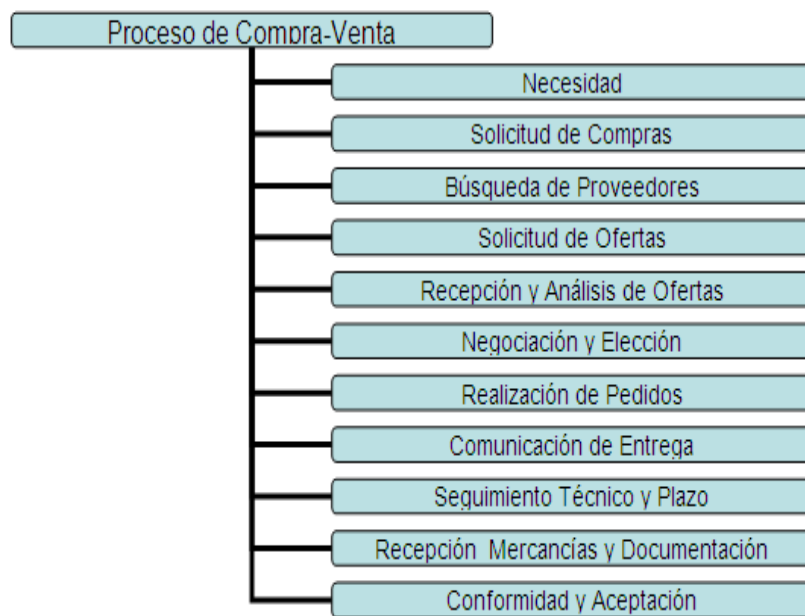 Proceso de Compra-Venta
Necesidad
Solicitud de Compras
Búsqueda de Proveedores
Solicitud de Ofertas
Recepción y Análisis de Ofertas
Negociación y Elección
Realización de Pedidos
Comunicación de Entrega
Seguimiento Técnico y Plazo
Recepción Mercancías y Documentación
Conformidad y Aceptación